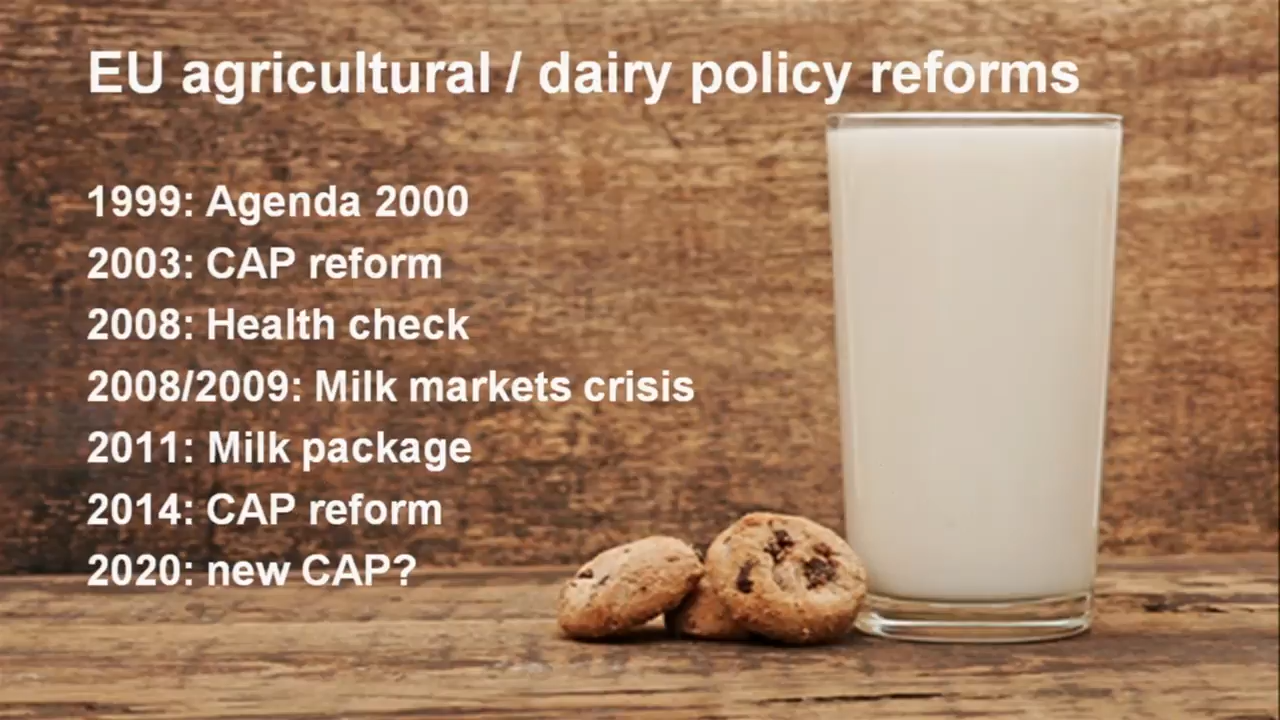 EU agricultural / dairy policy reforms
1999: Agenda 2000
2003: CAP reform
2008: Health check
2008/2009: Milk markets crisis
2011: Milk package
2014: CAP reform
2020: new CAP?